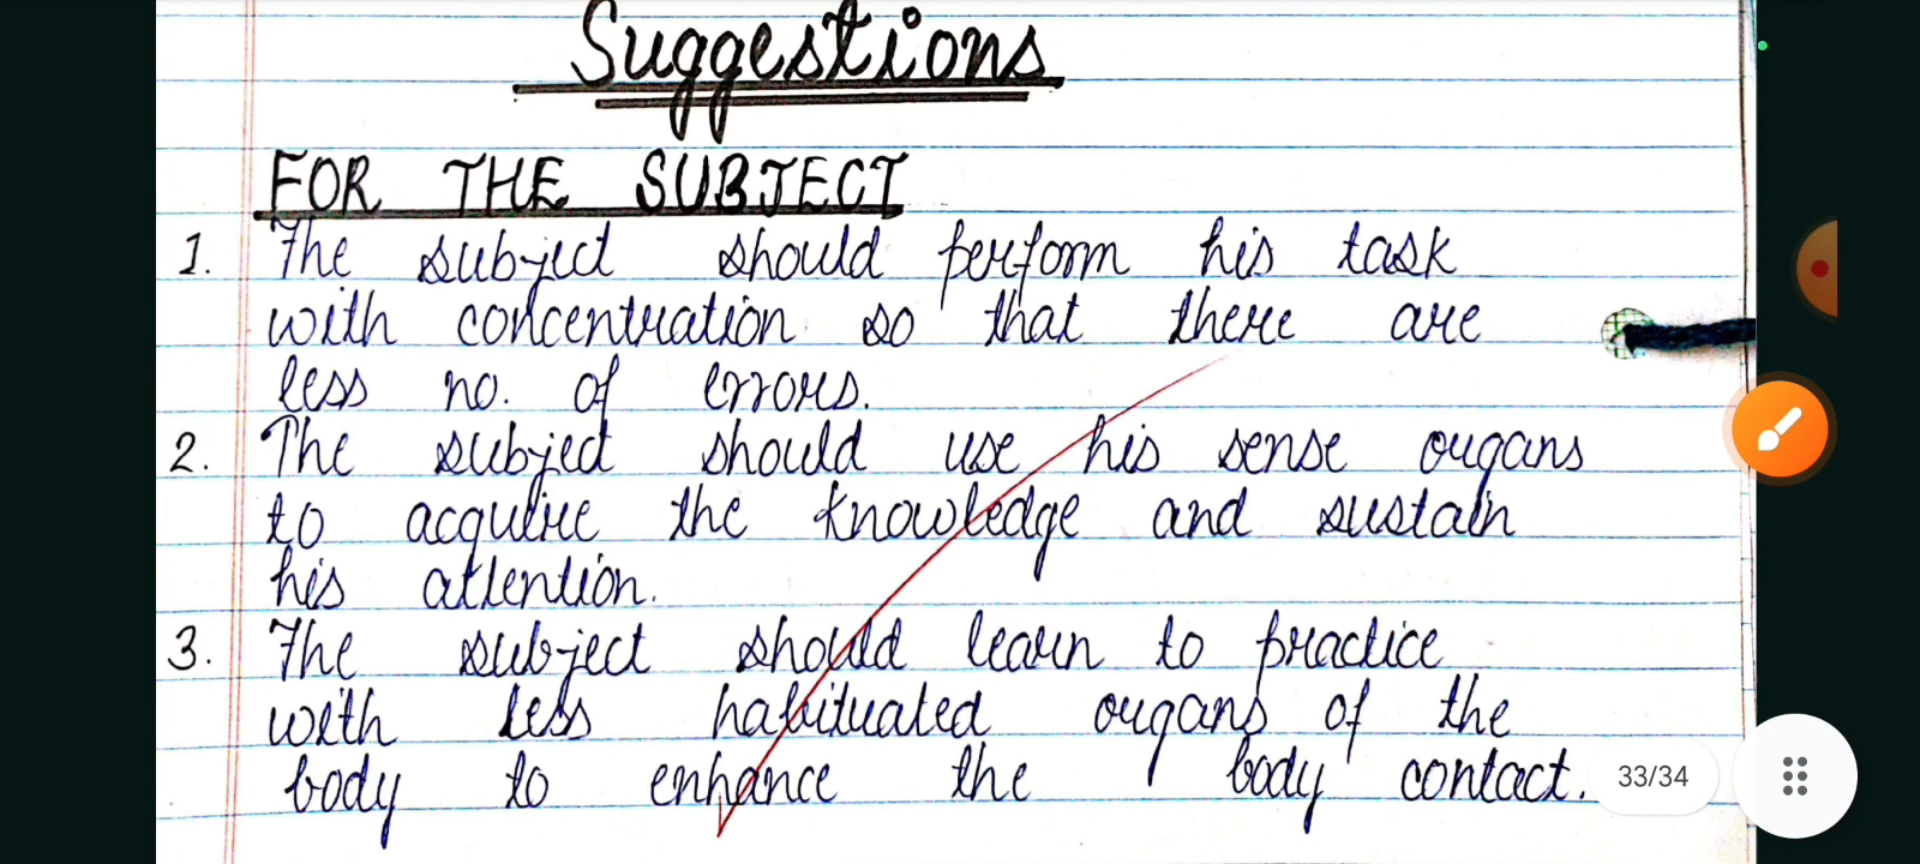 Suggestions
FOR THE SUBJECT
1. The subject should perform his task
with concentration so that there are
less no. of errors.
2. The subject should use his sense organs
to acquire the knowledge and sustain
his attention.
3. The subject should learn to practice
with less habituated organs of the
body to enhance the body contact.
33/34